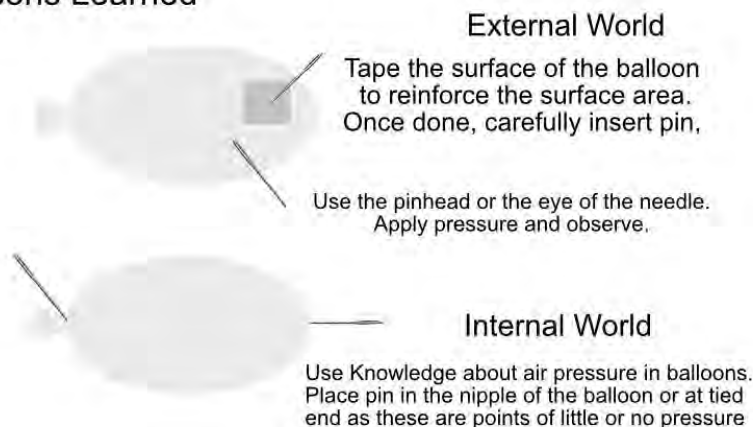 External World
Tape the surface of the balloon
to reinforce the surface area.
Once done, carefully insert pin,
Use the pinhead or the eye of the needle.
Apply pressure and observe.
Internal World
Use Knowledge about air pressure in balloons.
Place pin in the nipple of the balloon or at tied
end as these are points of little or no pressure